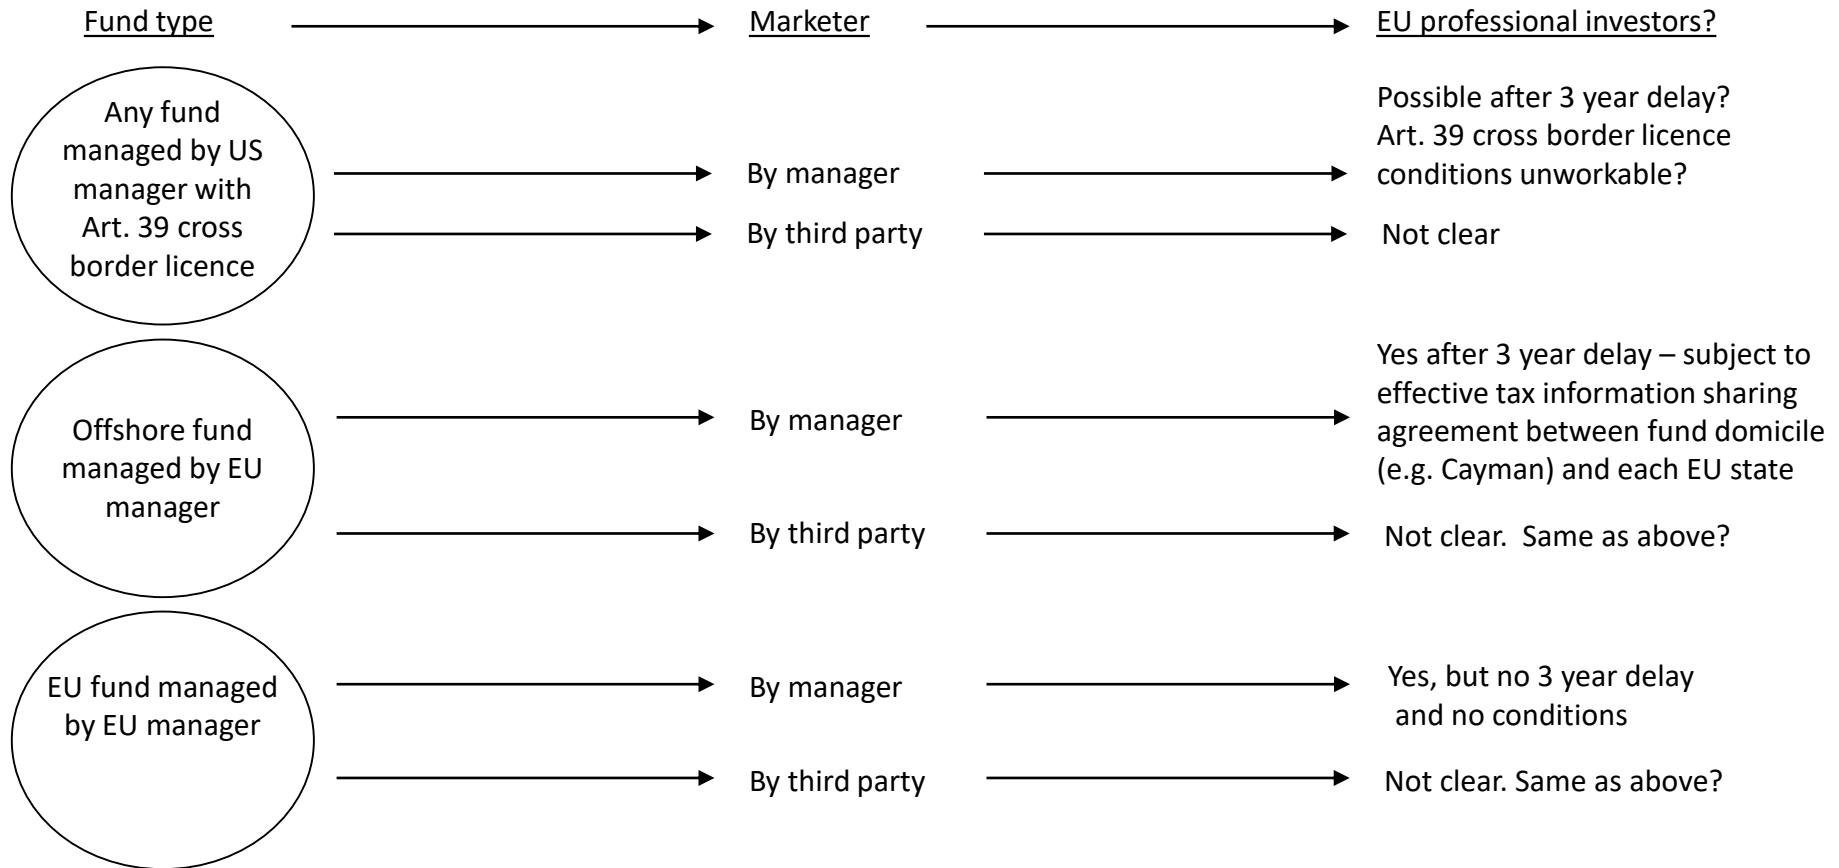 Fund type
Marketer
EU professional investors?
Any fund
managed by US
manager with
Art. 39 cross
border licence
By manager
Possible after 3 year delay?
Art. 39 cross border licence
conditions unworkable?
By third party
Not clear
Offshore fund
managed by EU
manager
By manager
Yes after 3 year delay – subject to
effective tax information sharing
agreement between fund domicile
(e.g. Cayman) and each EU state
By third party
Not clear.  Same as above?
EU fund managed
by EU manager
By manager
Yes, but no 3 year delay
and no conditions
By third party
Not clear. Same as above?